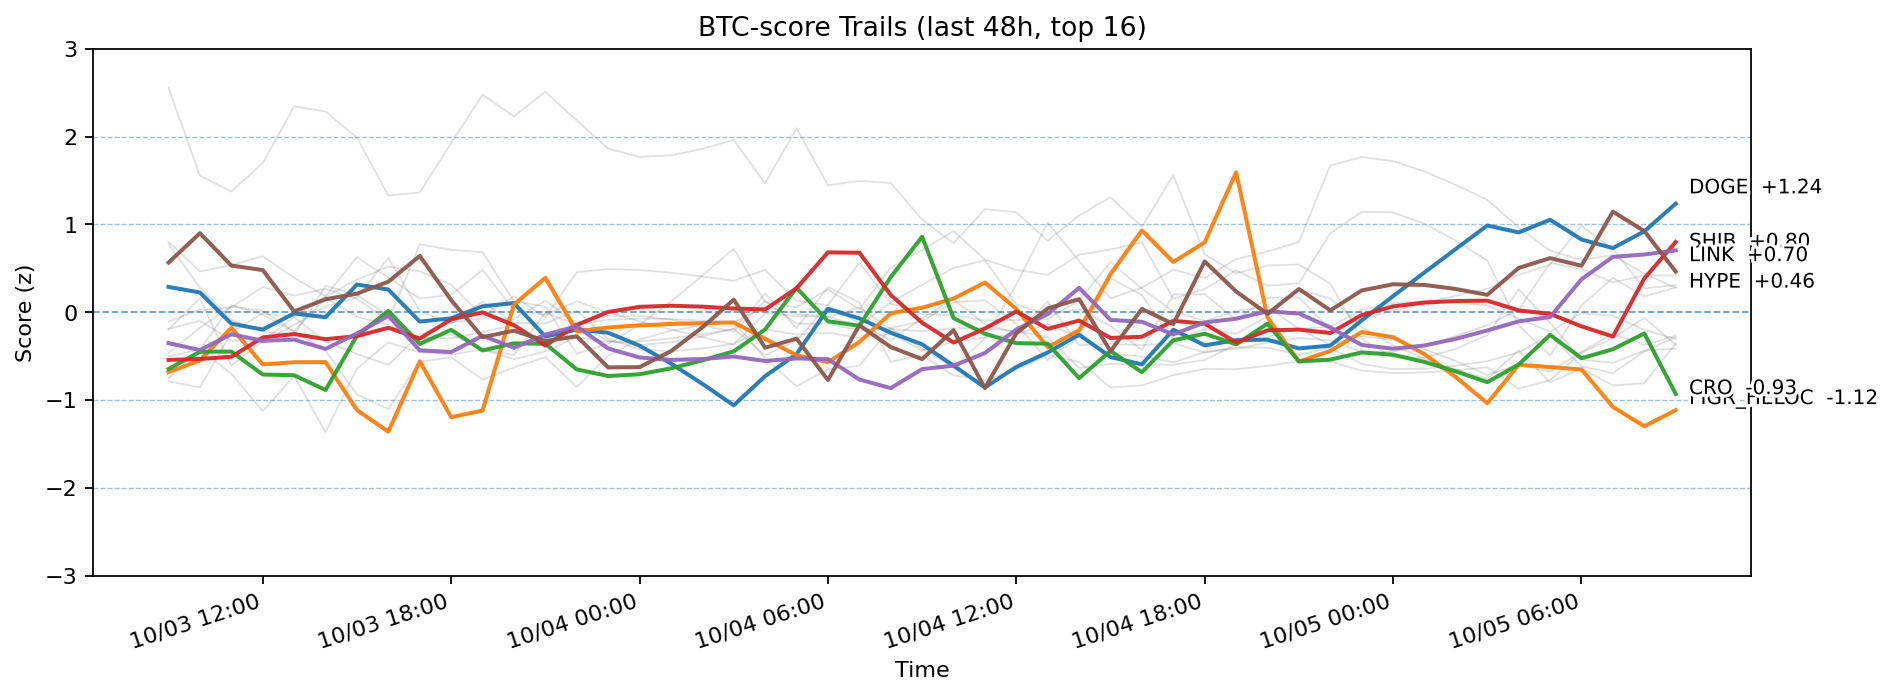 BTC-score Trails (last 48h, top 16)
Score (z)
3
2
1
0
−1
−2
−3
DOGE +1.24
SHIB +0.80
LINK +0.70
HYPE +0.46
CRO -0.93
FIGR_HELOC -1.12
10/03 12:00
10/03 18:00
10/04 00:00
10/04 06:00
10/04 12:00
10/04 18:00
10/05 00:00
10/05 06:00
Time